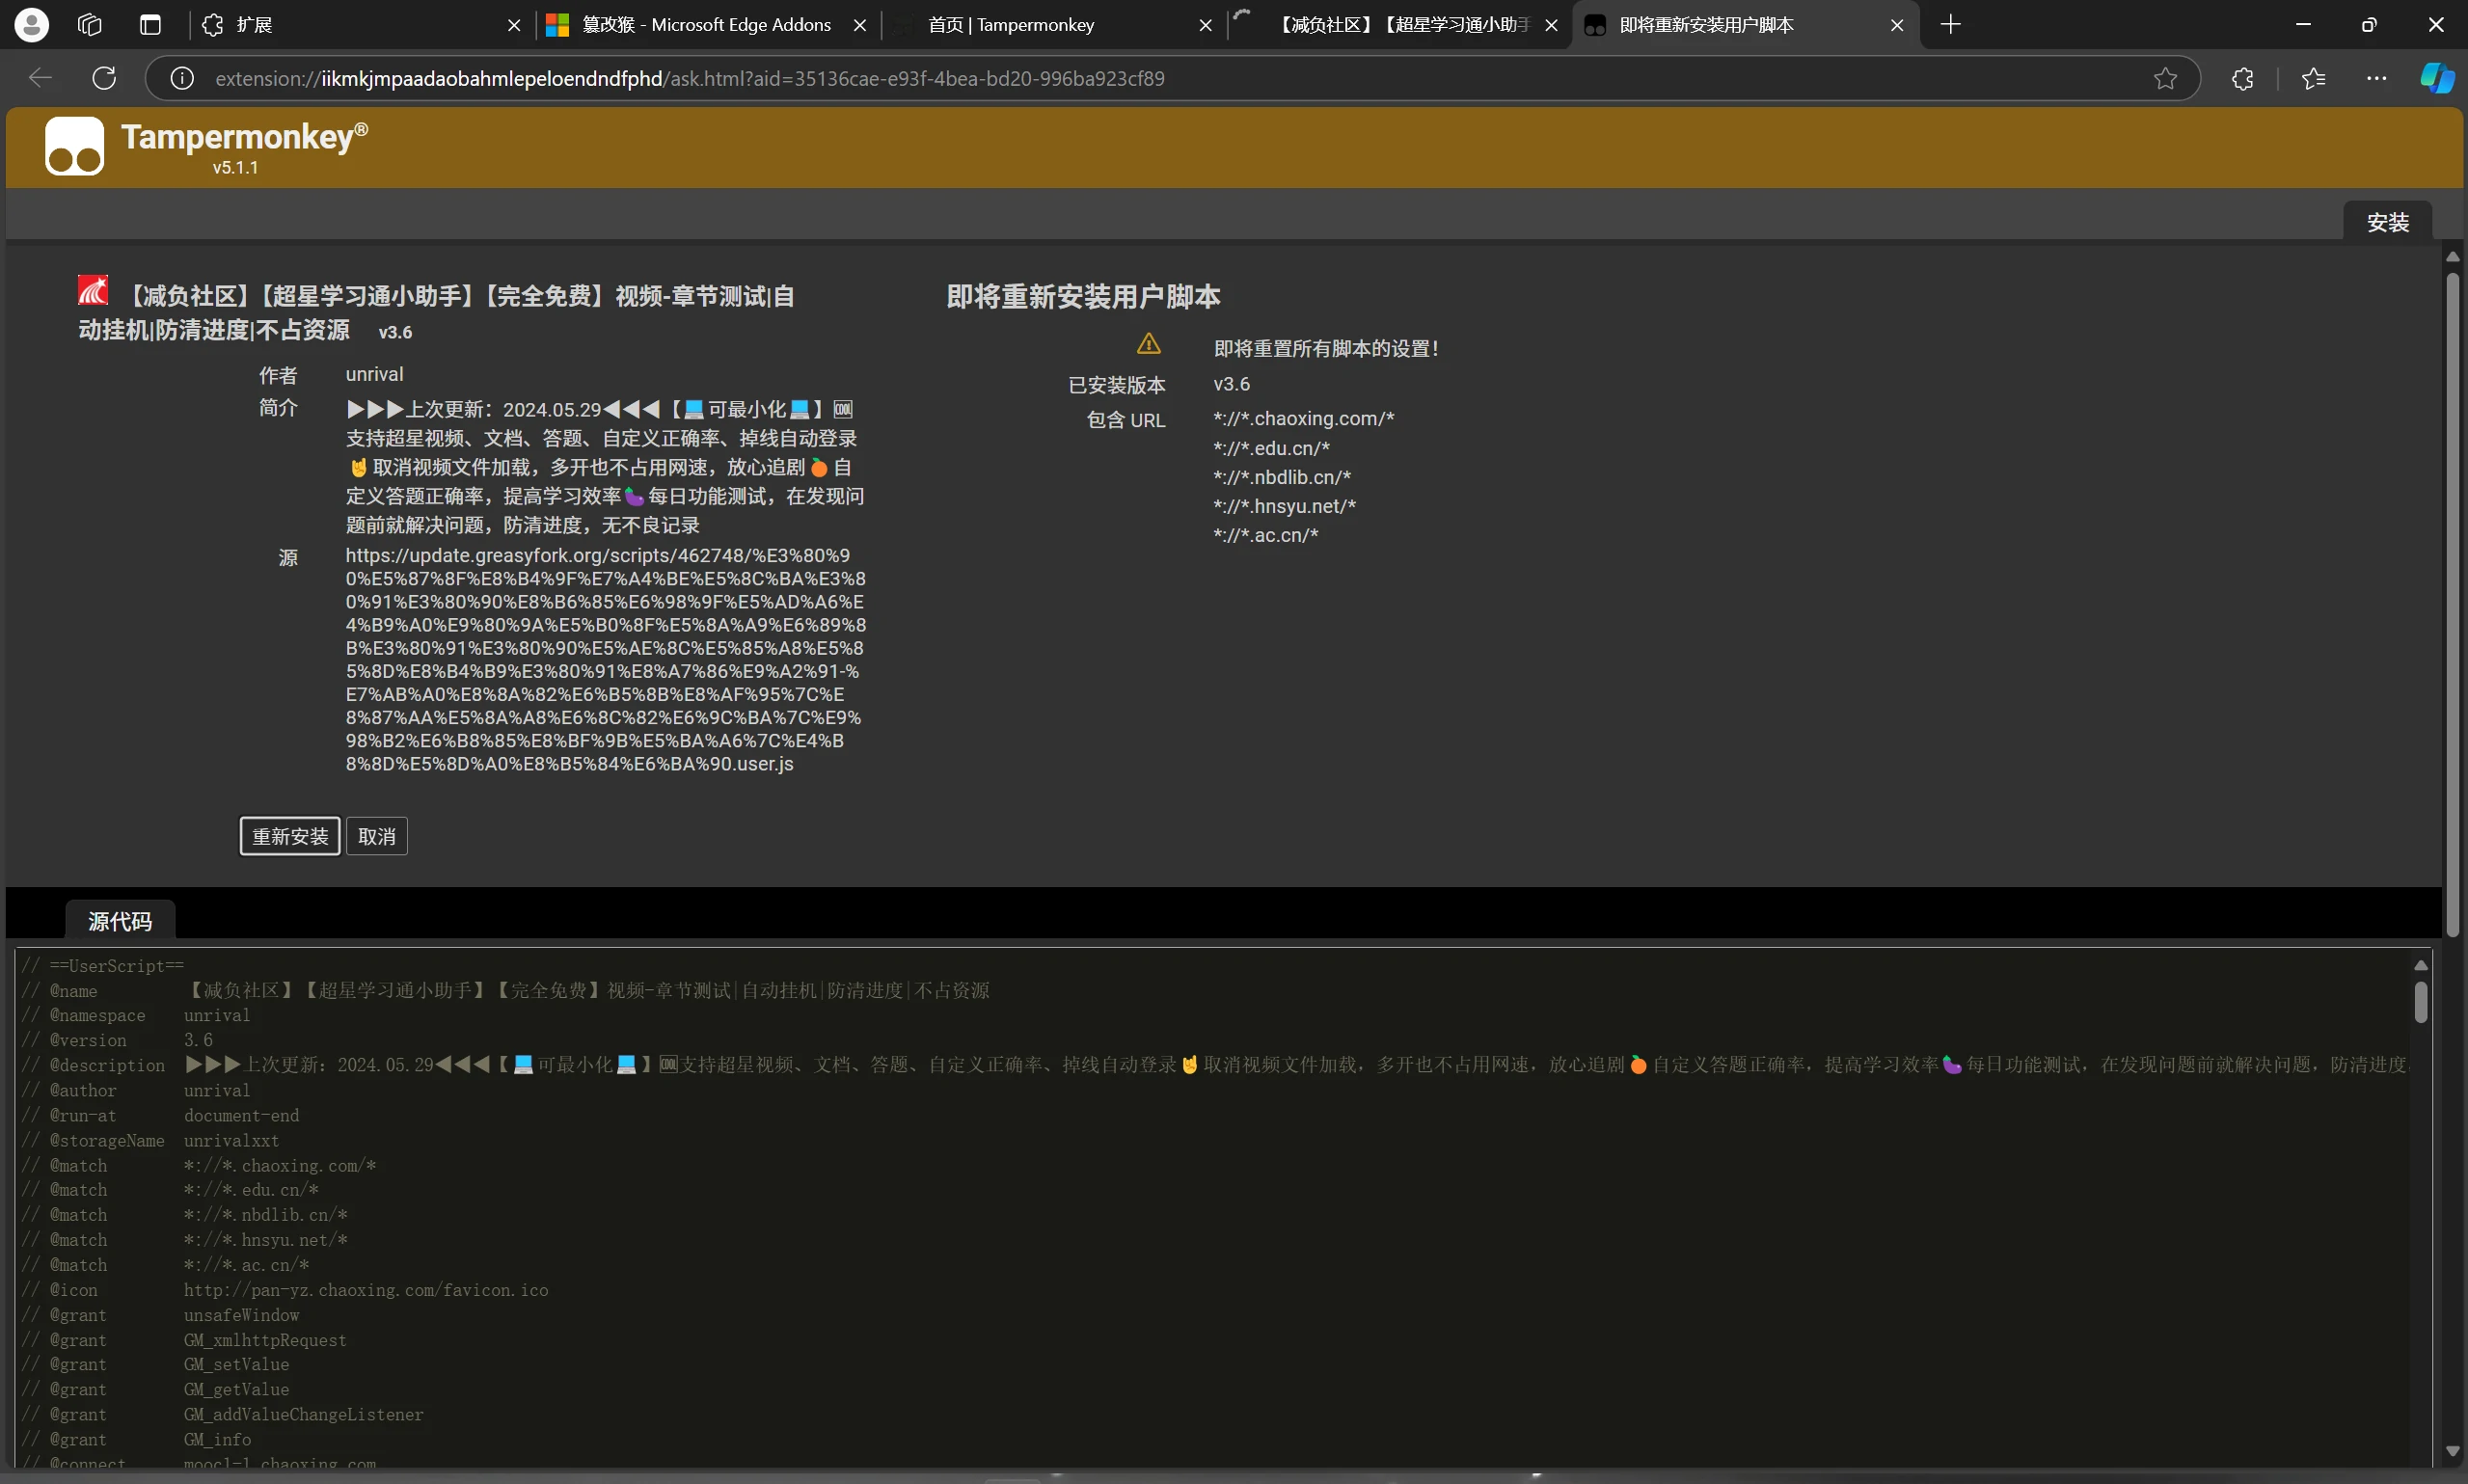 扩展
篡改猴 - Microsoft Edge Addons
首页 | Tampermonkey
【减负社区】【超星学习通小助手
即将重新安装用户脚本
extension://iikmkjmpaadaobahmlepeloendndfphd/ask.html?aid=35136cae-e93f-4bea-bd20-996ba923cf89
Tampermonkey®
v5.1.1
安装
【减负社区】【超星学习通小助手】【完全免费】视频-章节测试|自
动挂机|防清进度|不占资源 v3.6
作者 unrival
简介 ▶▶▶上次更新：2024.05.29◀◀◀【💻可最小化💻】🆒
支持超星视频、文档、答题、自定义正确率、掉线自动登录
🤘取消视频文件加载，多开也不占用网速，放心追剧🍊自
定义答题正确率，提高学习效率🍆每日功能测试，在发现问
题前就解决问题，防清进度，无不良记录
源 https://update.greasyfork.org/scripts/462748/%E3%80%9
0%E5%87%8F%E8%B4%9F%E7%A4%BE%E5%8C%BA%E3%8
0%91%E3%80%90%E8%B6%85%E6%98%9F%E5%AD%A6%E
4%B9%A0%E9%80%9A%E5%B0%8F%E5%8A%A9%E6%89%8
B%E3%80%91%E3%80%90%E5%AE%8C%E5%85%A8%E5%8
5%8D%E8%B4%B9%E3%80%91%E8%A7%86%E9%A2%91-%
E7%AB%A0%E8%8A%82%E6%B5%8B%E8%AF%95%7C%E
8%87%AA%E5%8A%A8%E6%8C%82%E6%9C%BA%7C%E9%
98%B2%E6%B8%85%E8%BF%9B%E5%BA%A6%7C%E4%B
8%8D%E5%8D%A0%E8%B5%84%E6%BA%90.user.js
即将重新安装用户脚本
即将重置所有脚本的设置！
已安装版本 v3.6
包含 URL *://*.chaoxing.com/*
*://*.edu.cn/*
*://*.nbdlib.cn/*
*://*.hnsyu.net/*
*://*.ac.cn/*
重新安装 取消
源代码
// ==UserScript==
// @name 【减负社区】【超星学习通小助手】【完全免费】视频-章节测试|自动挂机|防清进度|不占资源
// @namespace unrival
// @version 3.6
// @description ▶▶▶上次更新：2024.05.29◀◀◀【💻可最小化💻】🆒支持超星视频、文档、答题、自定义正确率、掉线自动登录🤘取消视频文件加载，多开也不占用网速，放心追剧🍊自定义答题正确率，提高学习效率🍆每日功能测试，在发现问题前就解决问题，防清进度
// @author unrival
// @run-at document-end
// @storageName unrivalxxt
// @match *://*.chaoxing.com/*
// @match *://*.edu.cn/*
// @match *://*.nbdlib.cn/*
// @match *://*.hnsyu.net/*
// @match *://*.ac.cn/*
// @icon http://pan-yz.chaoxing.com/favicon.ico
// @grant unsafeWindow
// @grant GM_xmlhttpRequest
// @grant GM_setValue
// @grant GM_getValue
// @grant GM_addValueChangeListener
// @grant GM_info
// @connect mooc1-1.chaoxing.com